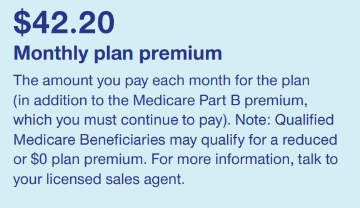 $42.20
Monthly plan premium
The amount you pay each month for the plan
(in addition to the Medicare Part B premium,
which you must continue to pay). Note: Qualified
Medicare Beneficiaries may qualify for a reduced
or $0 plan premium. For more information, talk to
your licensed sales agent.